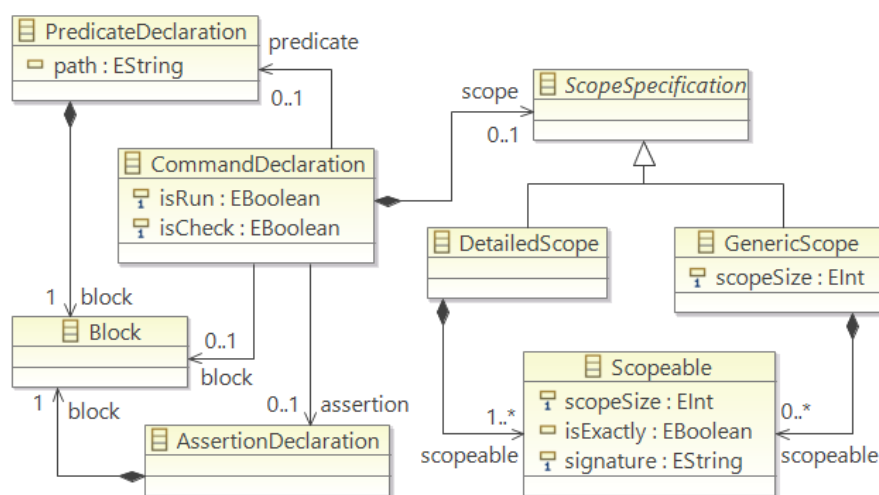 PredicateDeclaration
path : EString
predicate
0..1
ScopeSpecification
scope
0..1
CommandDeclaration
isRun : EBoolean
isCheck : EBoolean
DetailedScope
GenericScope
scopeSize : EInt
1 block
Block
0..1
block
1
block
0..1 assertion
AssertionDeclaration
Scopeable
scopeSize : EInt
isExactly : EBoolean
signature : EString
1..*
scopeable
0..*
scopeable